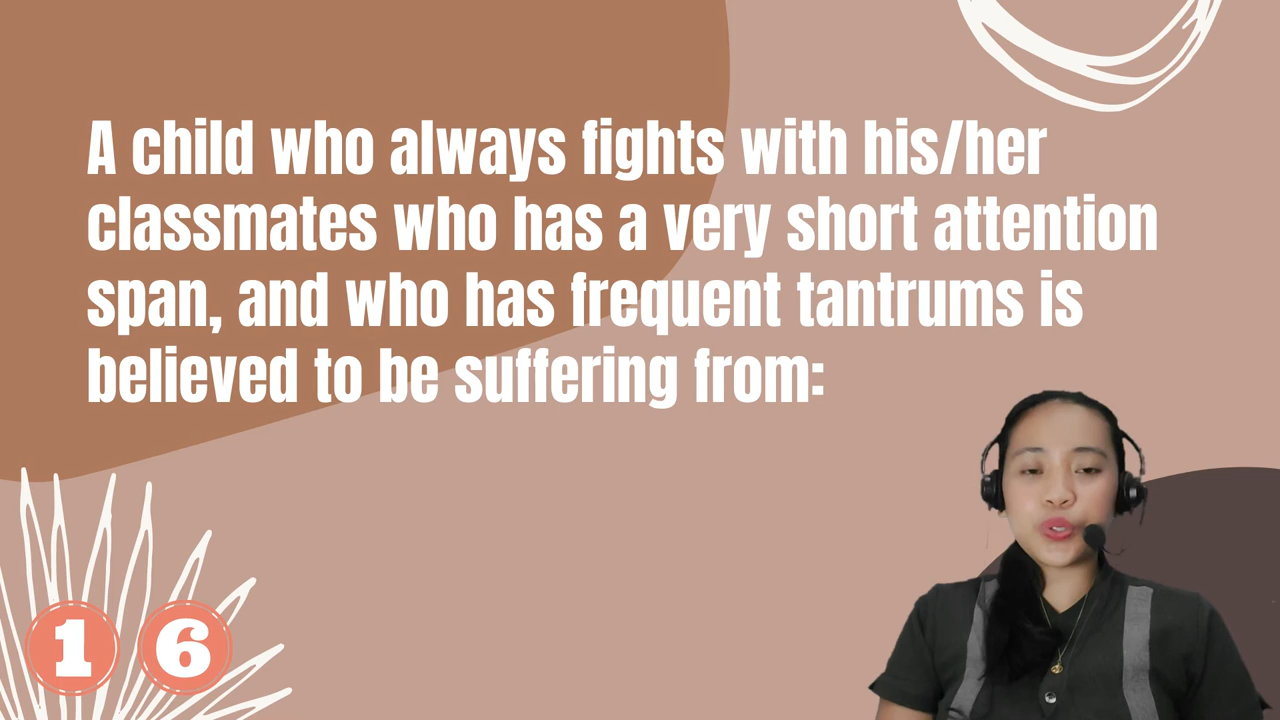 A child who always fights with his/her
classmates who has a very short attention
span, and who has frequent tantrums is
believed to be suffering from:
1 6